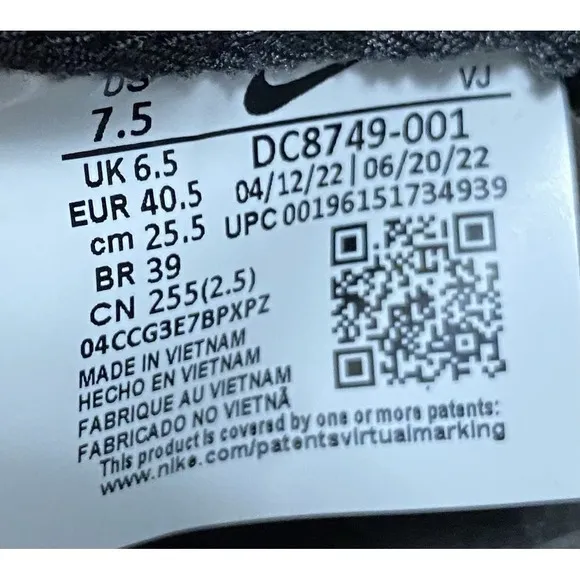 US
7.5
VJ
UK 6.5
EUR 40.5
cm 25.5
BR 39
CN 255(2.5)
DC8749-001
04/12/22 | 06/20/22
UPC 00196151734939
04CCG3E7BPXPZ
MADE IN VIETNAM
HECHO EN VIETNAM
FABRIQUE AU VIETNAM
FABRICADO NO VIETNÃ
This product is covered by one or more patents:
www.nike.com/patentsvirtualmarking